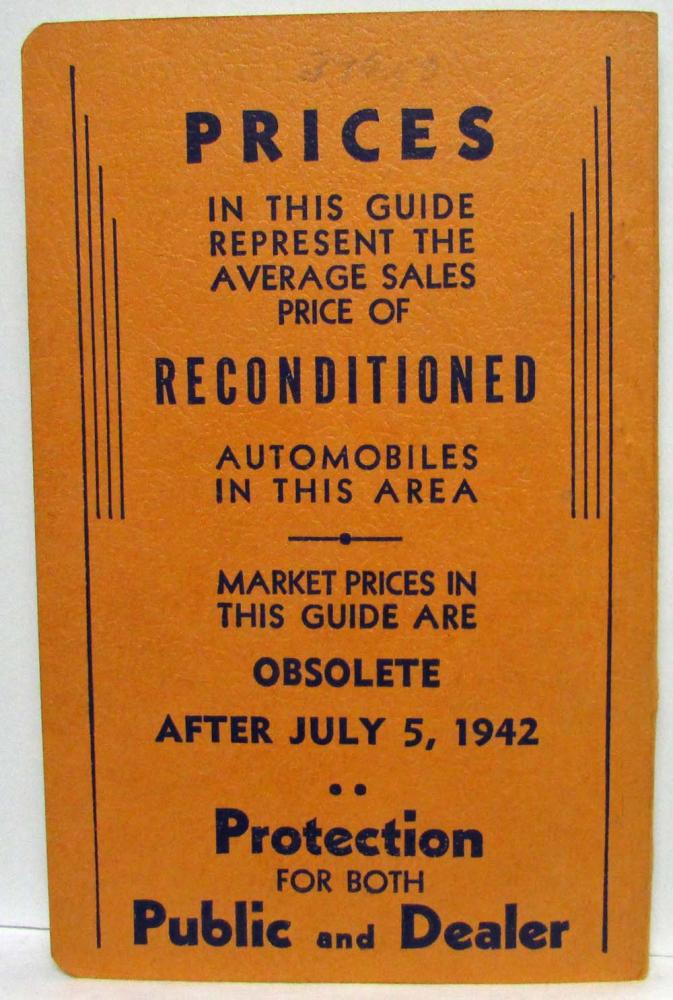 PRICES
IN THIS GUIDE
REPRESENT THE
AVERAGE SALES
PRICE OF
RECONDITIONED
AUTOMOBILES
IN THIS AREA
MARKET PRICES IN
THIS GUIDE ARE
OBSOLETE
AFTER JULY 5, 1942
Protection
FOR BOTH
Public and Dealer